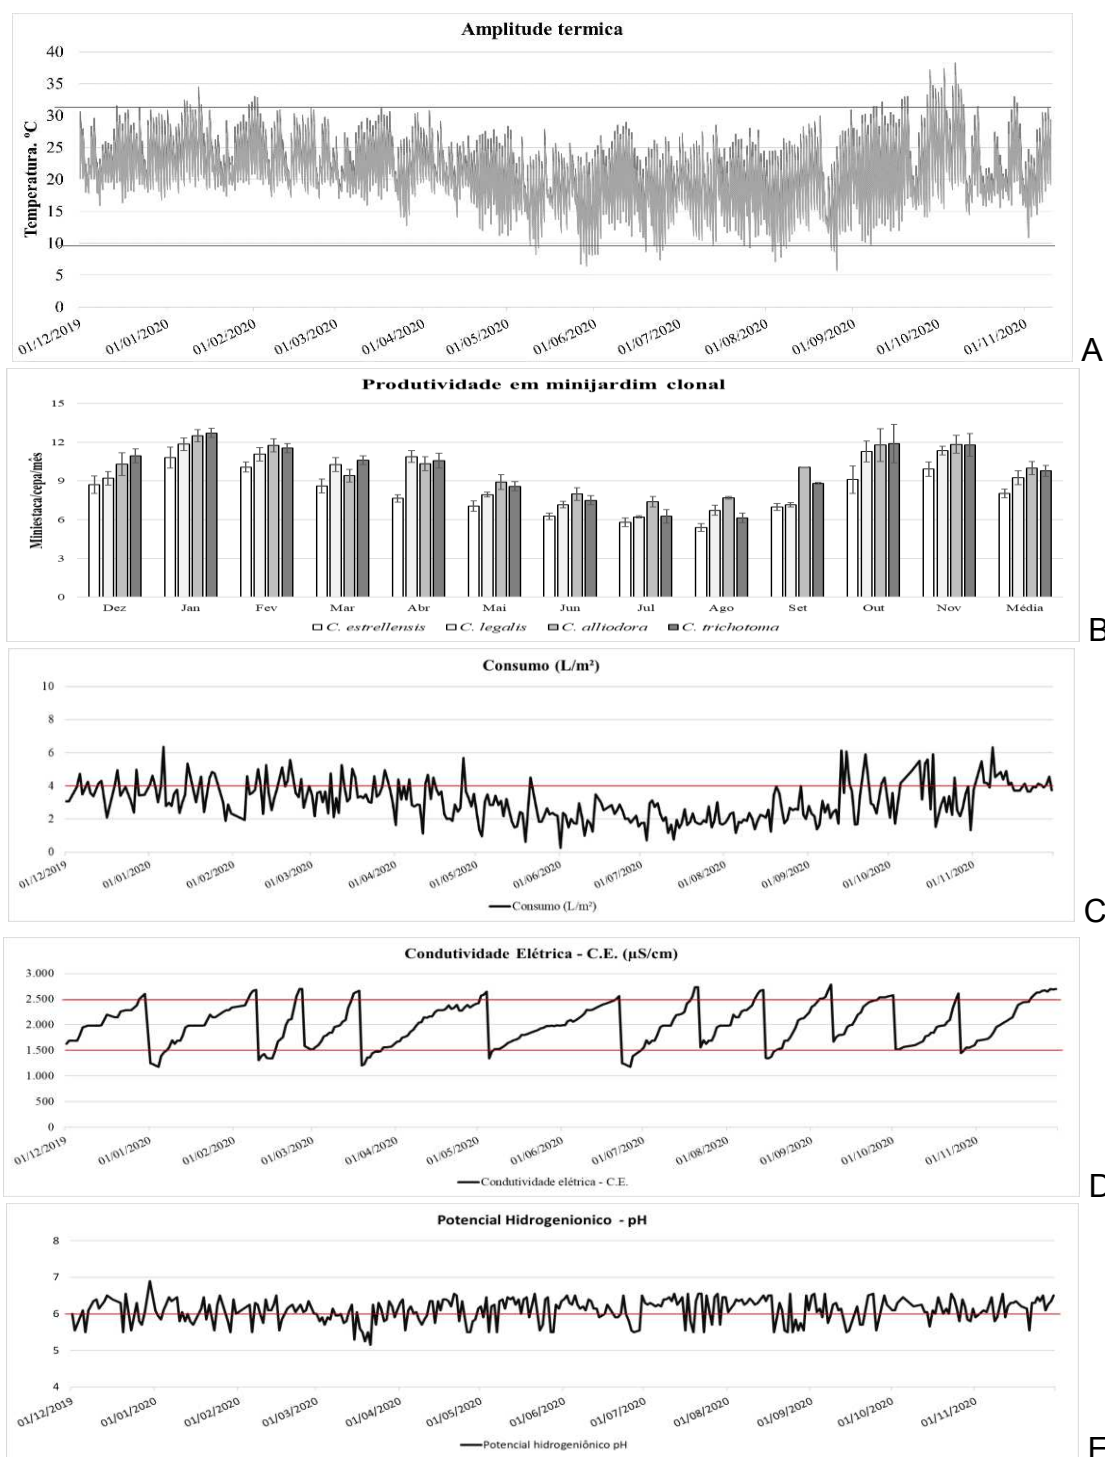 Amplitude termica
Temperatura. ºC
40
35
30
25
20
15
10
5
0
01/12/2019 01/01/2020 01/02/2020 01/03/2020 01/04/2020 01/05/2020 01/06/2020 01/07/2020 01/08/2020 01/09/2020 01/10/2020 01/11/2020
A
Produtividade em minijardim clonal
Miniestaca/cepa/mês
15
12
9
6
3
0
Dez Jan Fev Mar Abr Mai Jun Jul Ago Set Out Nov Média
C. estrellensis C. legalis C. alliodora C. trichotoma
B
Consumo (L/m²)
10
8
6
4
2
0
01/12/2019 01/01/2020 01/02/2020 01/03/2020 01/04/2020 01/05/2020 01/06/2020 01/07/2020 01/08/2020 01/09/2020 01/10/2020 01/11/2020
Consumo (L/m²)
C
Condutividade Elétrica - C.E. (µS/cm)
3.000
2.500
2.000
1.500
1.000
500
0
01/12/2019 01/01/2020 01/02/2020 01/03/2020 01/04/2020 01/05/2020 01/06/2020 01/07/2020 01/08/2020 01/09/2020 01/10/2020 01/11/2020
Condutividade elétrica - C.E.
D
Potencial Hidrogenionico - pH
8
7
6
5
4
01/12/2019 01/01/2020 01/02/2020 01/03/2020 01/04/2020 01/05/2020 01/06/2020 01/07/2020 01/08/2020 01/09/2020 01/10/2020 01/11/2020
Potencial hidrogeniônico pH
E